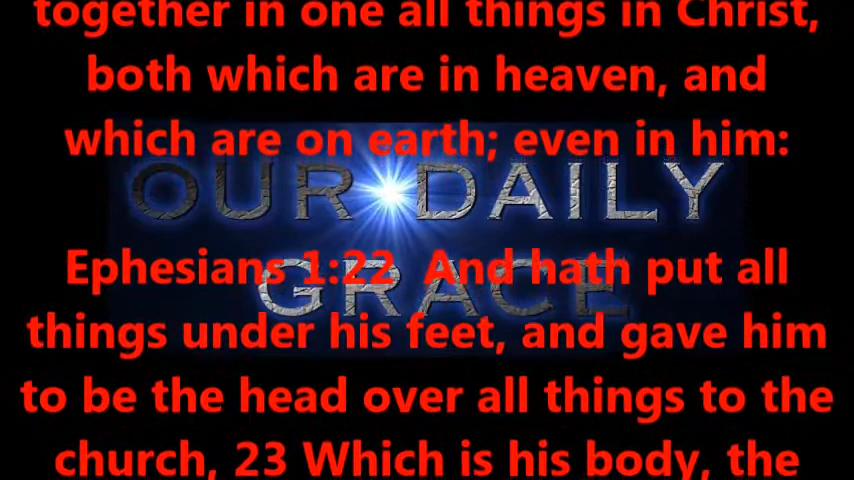 together in one all things in Christ,
both which are in heaven, and
which are on earth; even in him:
OUR DAILY
GRACE
Ephesians 1:22 And hath put all
things under his feet, and gave him
to be the head over all things to the
church, 23 Which is his body, the